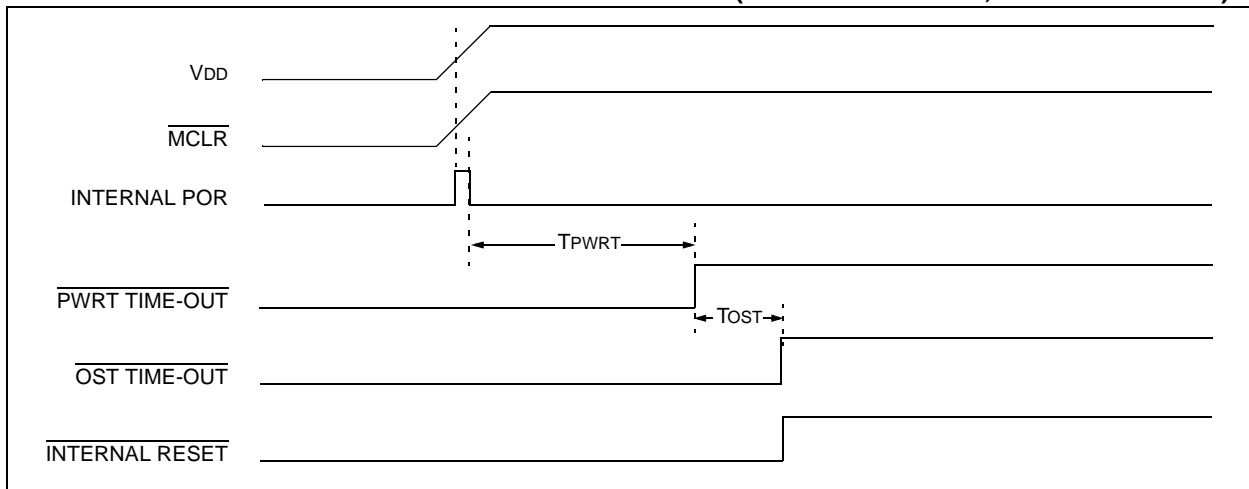 VDD
MCLR
INTERNAL POR
TPWRT
PWRT TIME-OUT
TOST
OST TIME-OUT
INTERNAL RESET